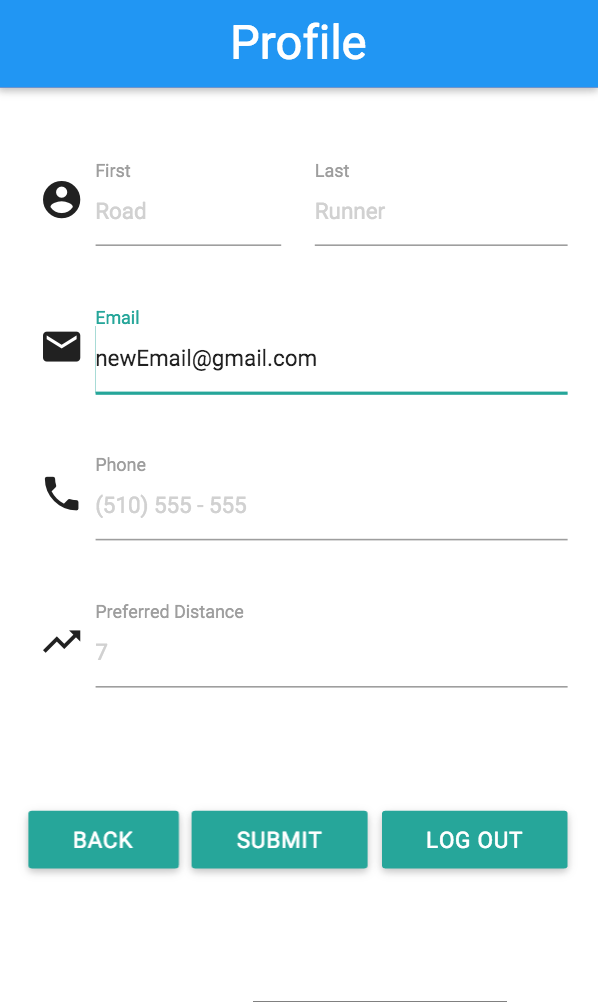 Profile
First Last
Road Runner
Email
newEmail@gmail.com
Phone
(510) 555 - 555
Preferred Distance
7
BACK SUBMIT LOG OUT